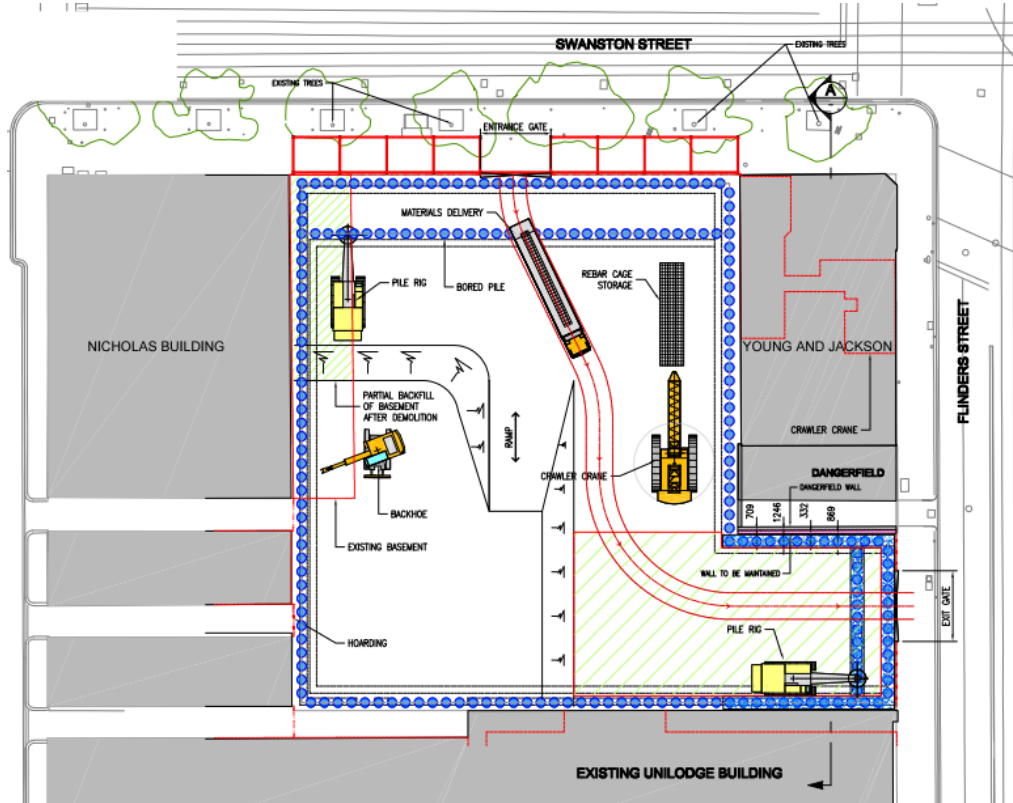 SWANSTON STREET
EXISTING TREES
EXISTING TREES
A
ENTRANCE GATE
MATERIALS DELIVERY
PILE RIG
BORED PILE
REBAR CAGE
STORAGE
NICHOLAS BUILDING
YOUNG AND JACKSON
FLINDERS STREET
PARTIAL BACKFILL
OF BASEMENT
AFTER DEMOLITION
RAMP
CRAWLER CRANE
CRAWLER CRANE
DANGERFIELD
DANGERFIELD WALL
BACKHOE
709
1246
332
869
EXISTING BASEMENT
WALL TO BE MAINTAINED
EXIT GATE
HOARDING
PILE RIG
EXISTING UNILODGE BUILDING